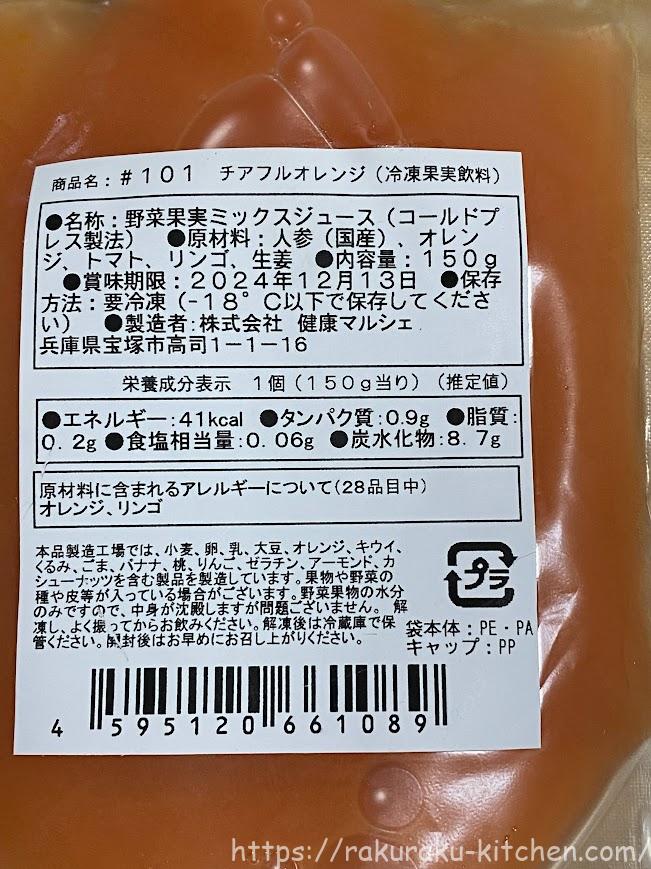 商品名：＃１０１　チアフルオレンジ（冷凍果実飲料）
●名称：野菜果実ミックスジュース（コールドプ
レス製法）　●原材料：人参（国産）、オレン
ジ、トマト、リンゴ、生姜　●内容量：１５０ｇ
●賞味期限：２０２４年１２月１３日　●保存
方法：要冷凍（-１８°Ｃ以下で保存してくださ
い）　●製造者：株式会社 健康マルシェ
兵庫県宝塚市高司１－１－１６
栄養成分表示　１個（１５０ｇ当り）（推定値）
●エネルギー：41kcal ●タンパク質：0.9g ●脂質：
0.2g ●食塩相当量：0.06g ●炭水化物：8.7g
原材料に含まれるアレルギーについて(28品目中)
オレンジ、リンゴ
本品製造工場では、小麦、卵、乳、大豆、オレンジ、キウイ、
くるみ、ごま、バナナ、桃、りんご、ゼラチン、アーモンド、カ
シューナッツを含む製品を製造しています。果物や野菜の
種や皮等が入っている場合がございます。野菜果物の水分
のみですので、中身が沈殿しますが問題ございません。 解
凍し、よく振ってからお飲みください。解凍後は冷蔵庫で保
管ください。開封後はお早めにお召し上がりください。
プラ
袋本体：PE・PA
キャップ：PP
4 595120 661089
https://rakuraku-kitchen.com/